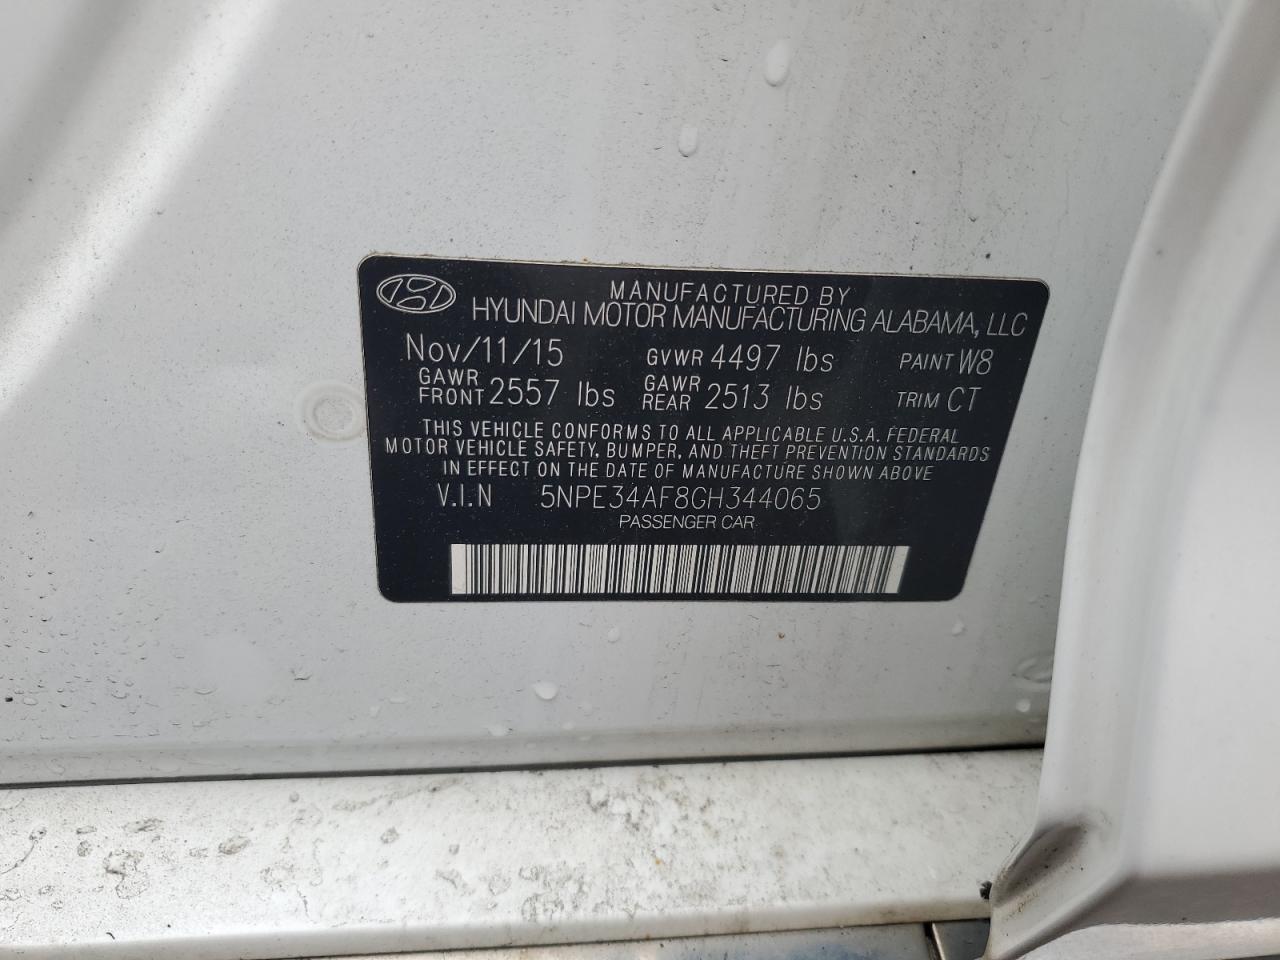 MANUFACTURED BY
HYUNDAI MOTOR MANUFACTURING ALABAMA, LLC
Nov/11/15 GVWR 4497 lbs PAINT W8
GAWR FRONT 2557 lbs GAWR REAR 2513 lbs TRIM CT
THIS VEHICLE CONFORMS TO ALL APPLICABLE U.S.A. FEDERAL
MOTOR VEHICLE SAFETY, BUMPER, AND THEFT PREVENTION STANDARDS
IN EFFECT ON THE DATE OF MANUFACTURE SHOWN ABOVE
V.I.N 5NPE34AF8GH344065
PASSENGER CAR